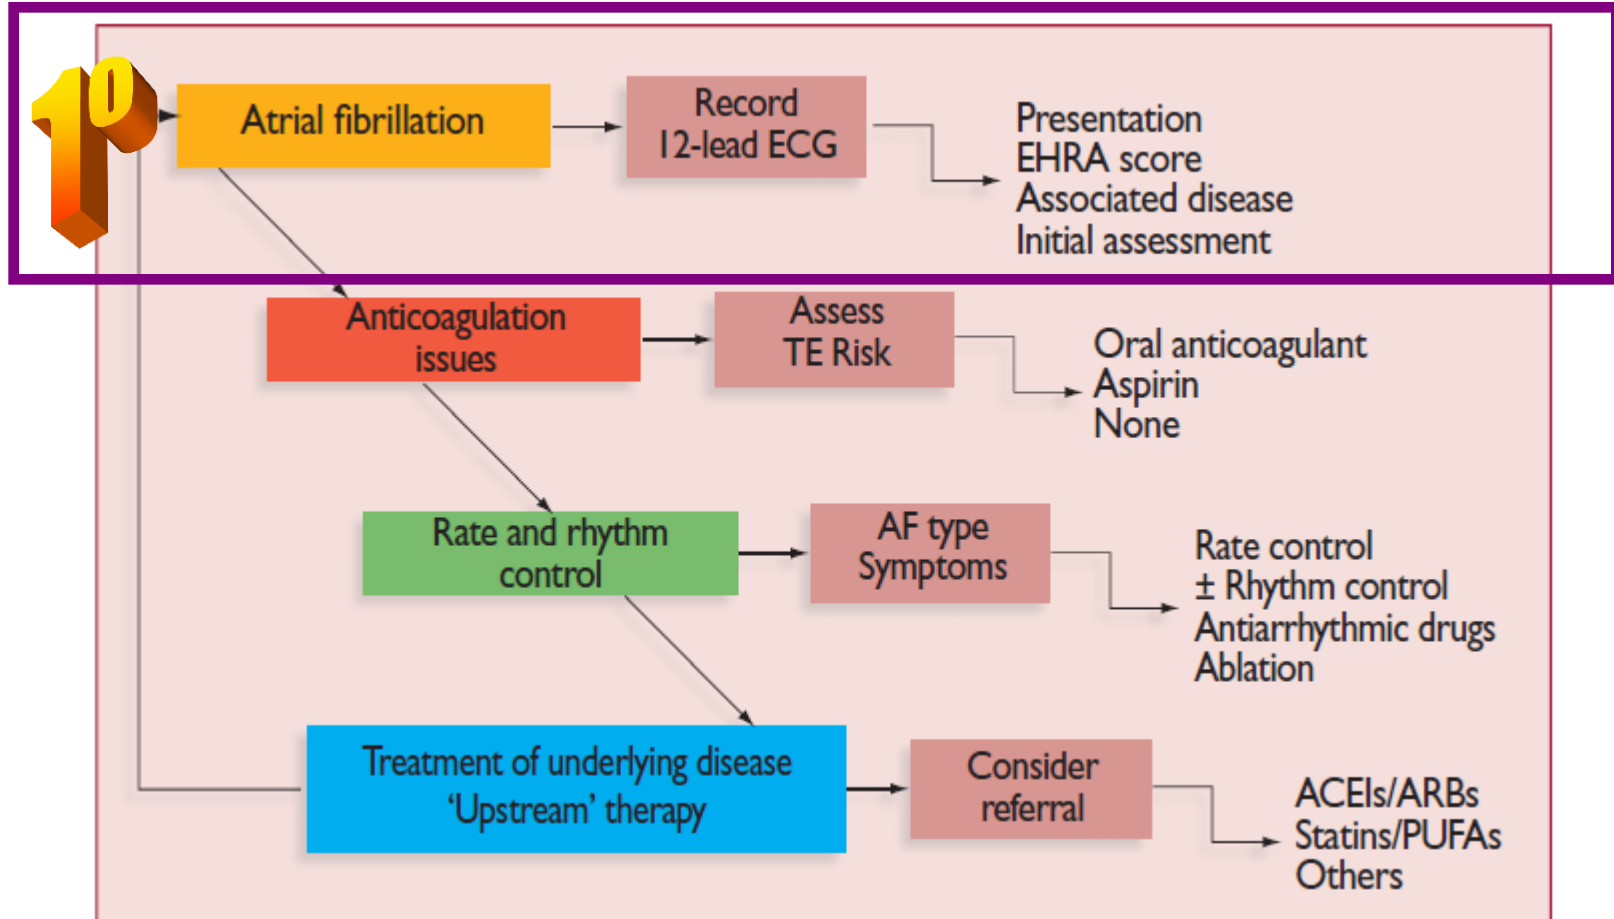 1º
Atrial fibrillation
Record
12-lead ECG
Presentation
EHRA score
Associated disease
Initial assessment
Anticoagulation
issues
Assess
TE Risk
Oral anticoagulant
Aspirin
None
Rate and rhythm
control
AF type
Symptoms
Rate control
± Rhythm control
Antiarrhythmic drugs
Ablation
Treatment of underlying disease
‘Upstream’ therapy
Consider
referral
ACEIs/ARBs
Statins/PUFAs
Others